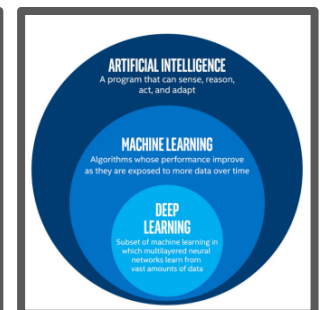 ARTIFICIAL INTELLIGENCE
A program that can sense, reason,
act, and adapt
MACHINE LEARNING
Algorithms whose performance improve
as they are exposed to more data over time
DEEP
LEARNING
Subset of machine learning in
which multilayered neural
networks learn from
vast amounts of data